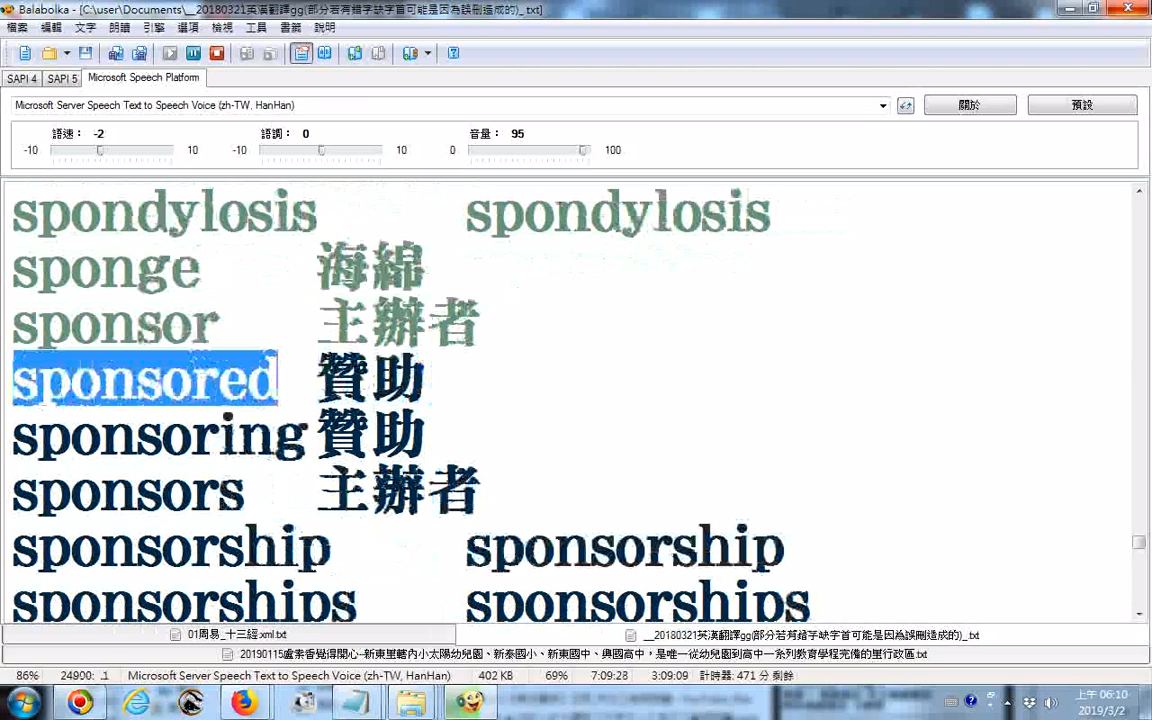 Balabolka - [C:\user\Documents\__20180321英漢翻譯gg(部分若有錯字缺字首可能是因為誤刪造成的)_.txt]
檔案 編輯 文字 朗讀 引擎 選項 檢視 工具 書籤 說明
SAPI 4 SAPI 5 Microsoft Speech Platform
Microsoft Server Speech Text to Speech Voice (zh-TW, HanHan) 關於 預設
語速： -2 語調： 0 音量： 95
-10 10 -10 10 0 100
spondylosis spondylosis
sponge 海綿
sponsor 主辦者
sponsored 贊助
sponsoring 贊助
sponsors 主辦者
sponsorship sponsorship
sponsorships sponsorships
01周易_十三經.xml.txt __20180321英漢翻譯gg(部分若有錯字缺字首可能是因為誤刪造成的)_.txt
20190115盧素香覺得開心~新東里轄內小太陽幼兒園、新泰國小、新東國中、興國高中，是唯一從幼兒園到高中一系列教育學程完備的里行政區.txt
86% 24900: .1 Microsoft Server Speech Text to Speech Voice (zh-TW, HanHan) 402 KB 69% 7:09:28 3:09:09 計時器: 471 分 剩餘
上午 06:10
2019/3/2